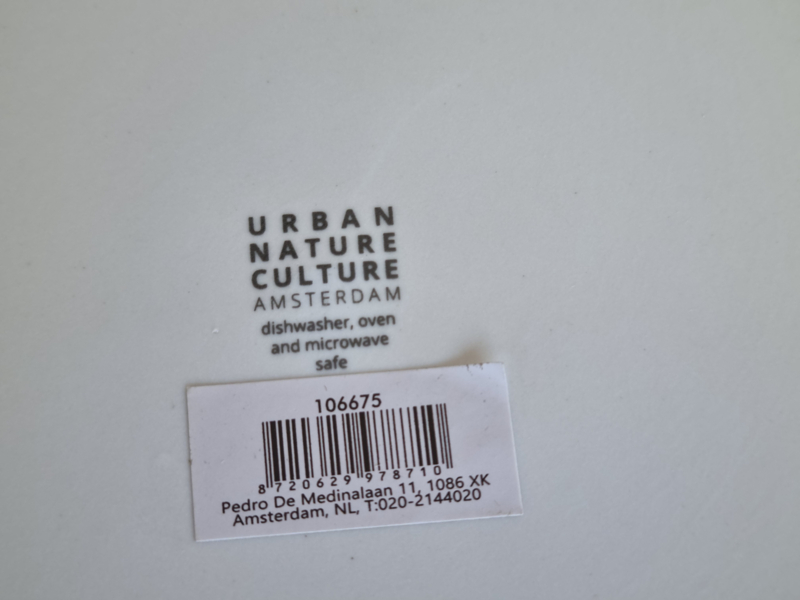 URBAN
NATURE
CULTURE
AMSTERDAM
dishwasher, oven
and microwave
safe
106675
8 720629 978710
Pedro De Medinalaan 11, 1086 XK
Amsterdam, NL, T:020-2144020